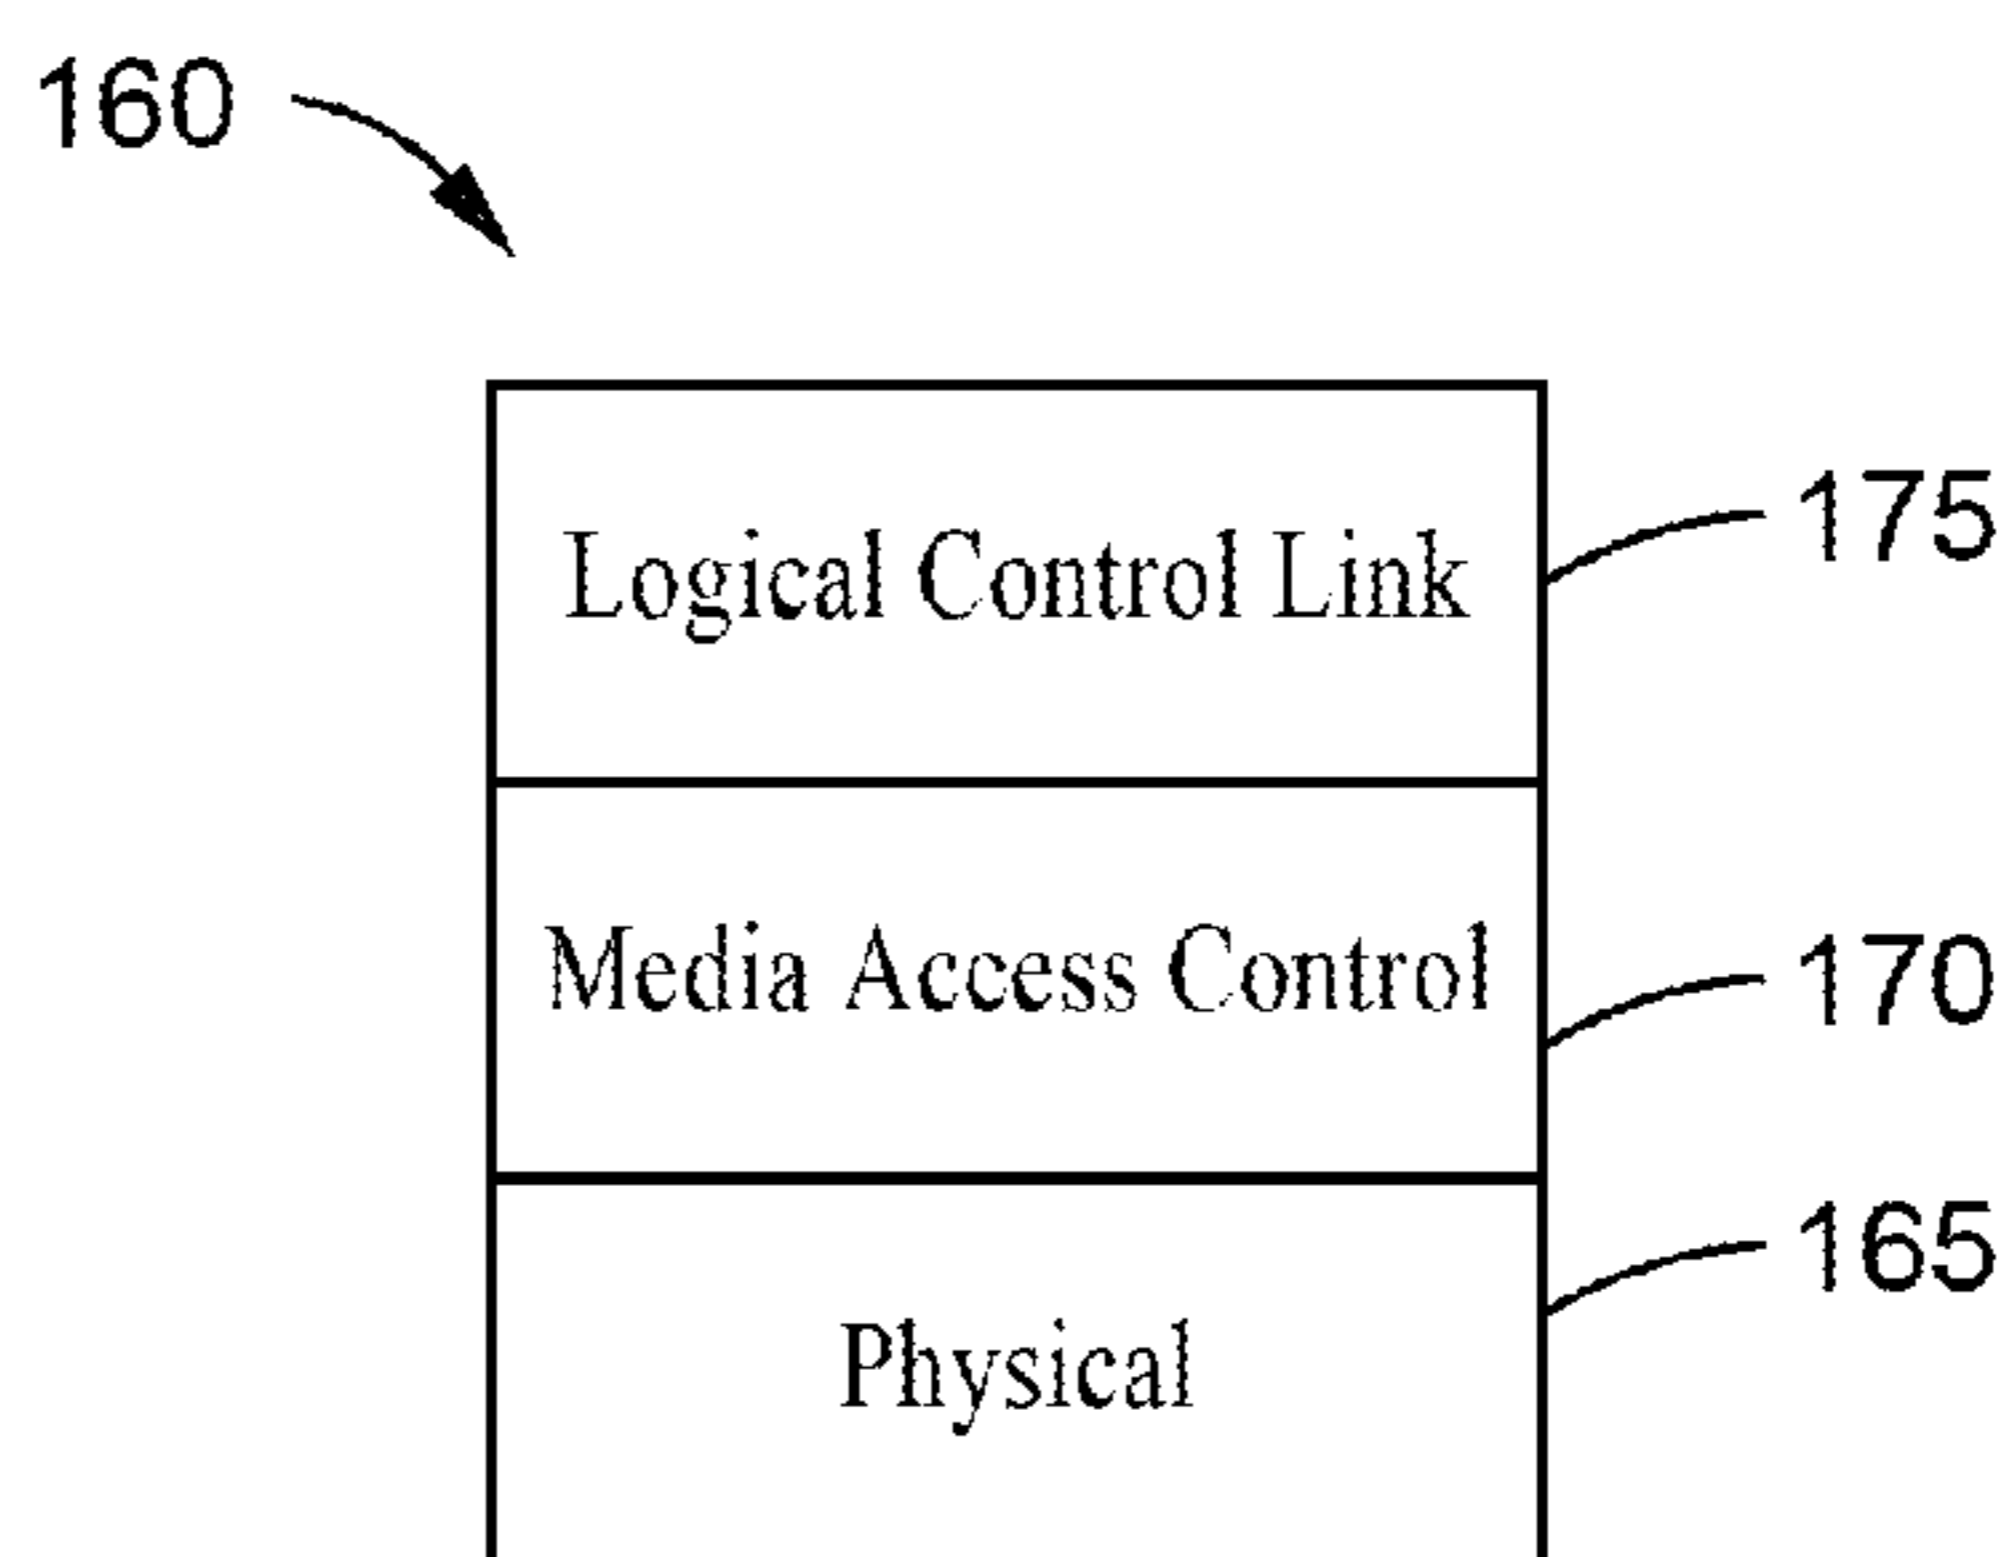 160
Logical Control Link
175
Media Access Control
170
165
Physical